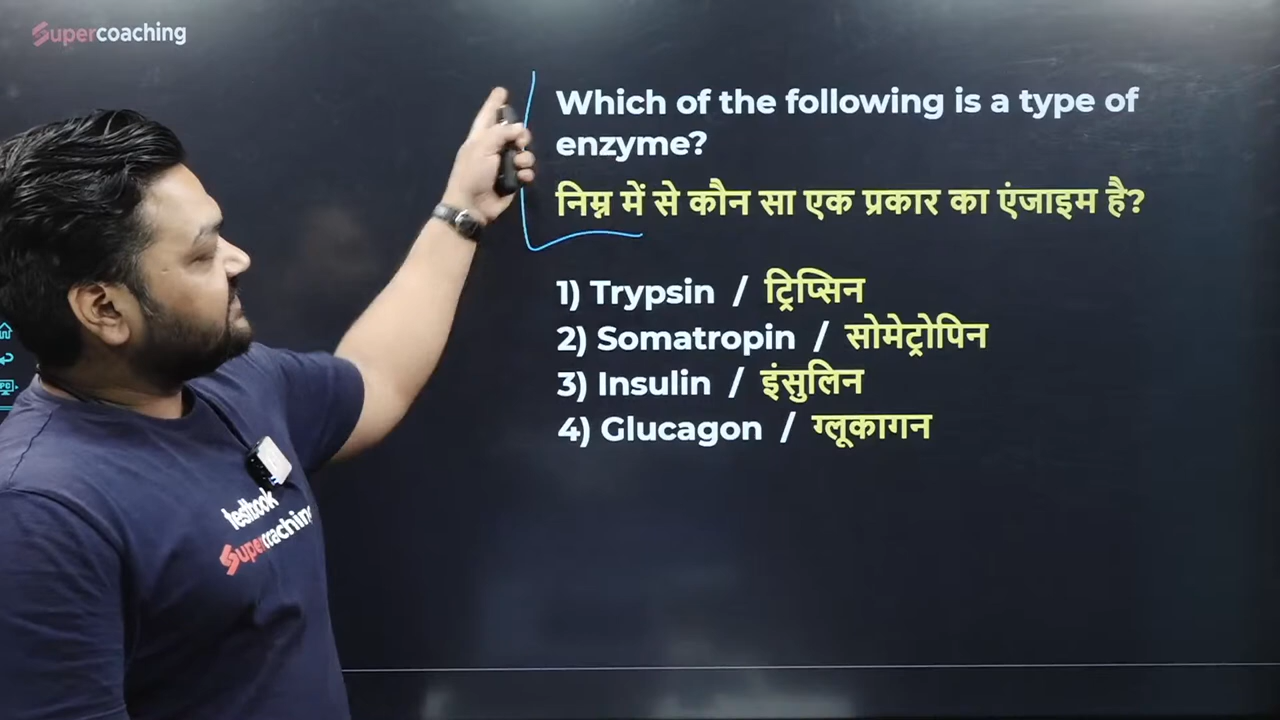 Supercoaching
Which of the following is a type of
enzyme?
निम्न में से कौन सा एक प्रकार का एंजाइम है?
1) Trypsin / ट्रिप्सिन
2) Somatropin / सोमेट्रोपिन
3) Insulin / इंसुलिन
4) Glucagon / ग्लूकागन
testbook
Supercoaching
PC